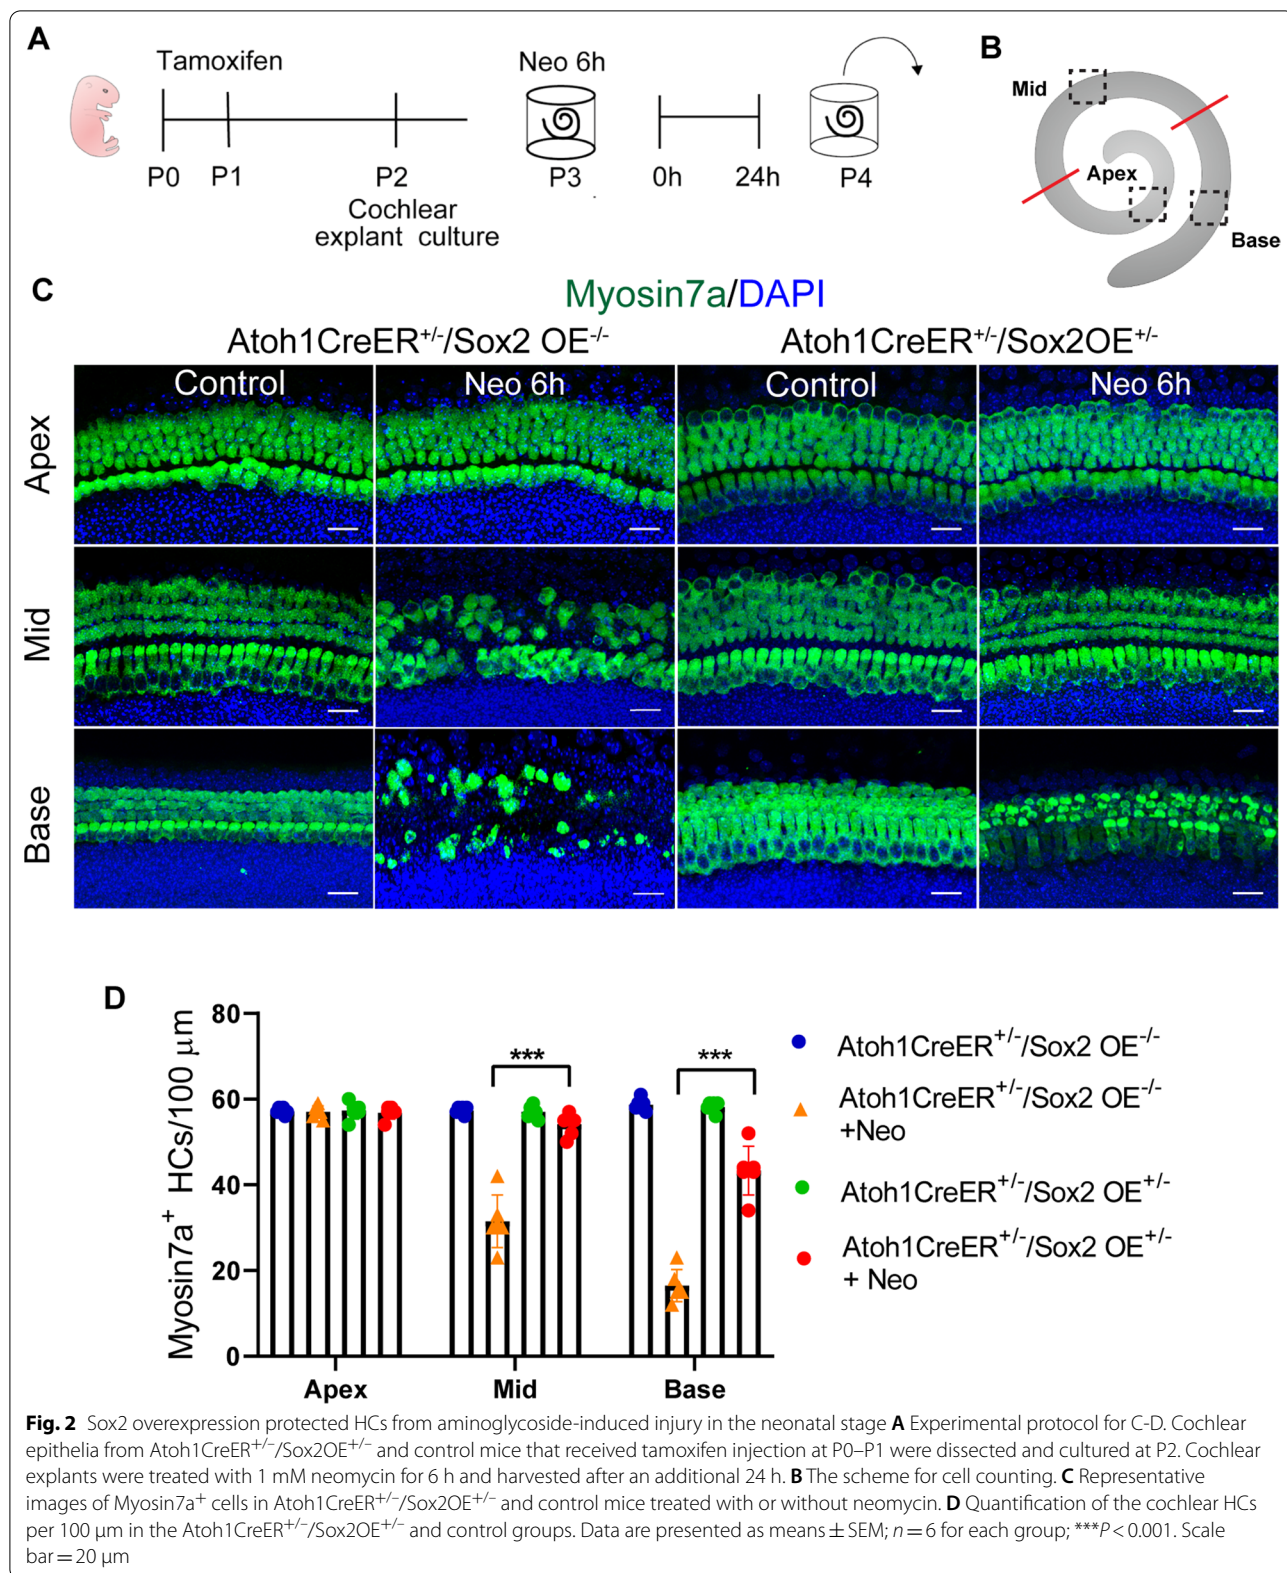 A
Tamoxifen
Neo 6h
P0 P1 P2 P3 0h 24h P4
Cochlear
explant culture
B
Mid
Apex
Base
C
Myosin7a/DAPI
Atoh1CreER+/-/Sox2 OE-/- Atoh1CreER+/-/Sox2OE+/-
Control Neo 6h Control Neo 6h
Apex
Mid
Base
D
Myosin7a+ HCs/100 μm
80
60
40
20
0
*** ***
Apex Mid Base
Atoh1CreER+/-/Sox2 OE-/-
Atoh1CreER+/-/Sox2 OE-/-
+Neo
Atoh1CreER+/-/Sox2 OE+/-
Atoh1CreER+/-/Sox2 OE+/-
+ Neo
Fig. 2 Sox2 overexpression protected HCs from aminoglycoside-induced injury in the neonatal stage A Experimental protocol for C-D. Cochlear
epithelia from Atoh1CreER+/−/Sox2OE+/− and control mice that received tamoxifen injection at P0–P1 were dissected and cultured at P2. Cochlear
explants were treated with 1 mM neomycin for 6 h and harvested after an additional 24 h. B The scheme for cell counting. C Representative
images of Myosin7a+ cells in Atoh1CreER+/−/Sox2OE+/− and control mice treated with or without neomycin. D Quantification of the cochlear HCs
per 100 μm in the Atoh1CreER+/−/Sox2OE+/− and control groups. Data are presented as means ± SEM; n = 6 for each group; ***P < 0.001. Scale
bar = 20 μm